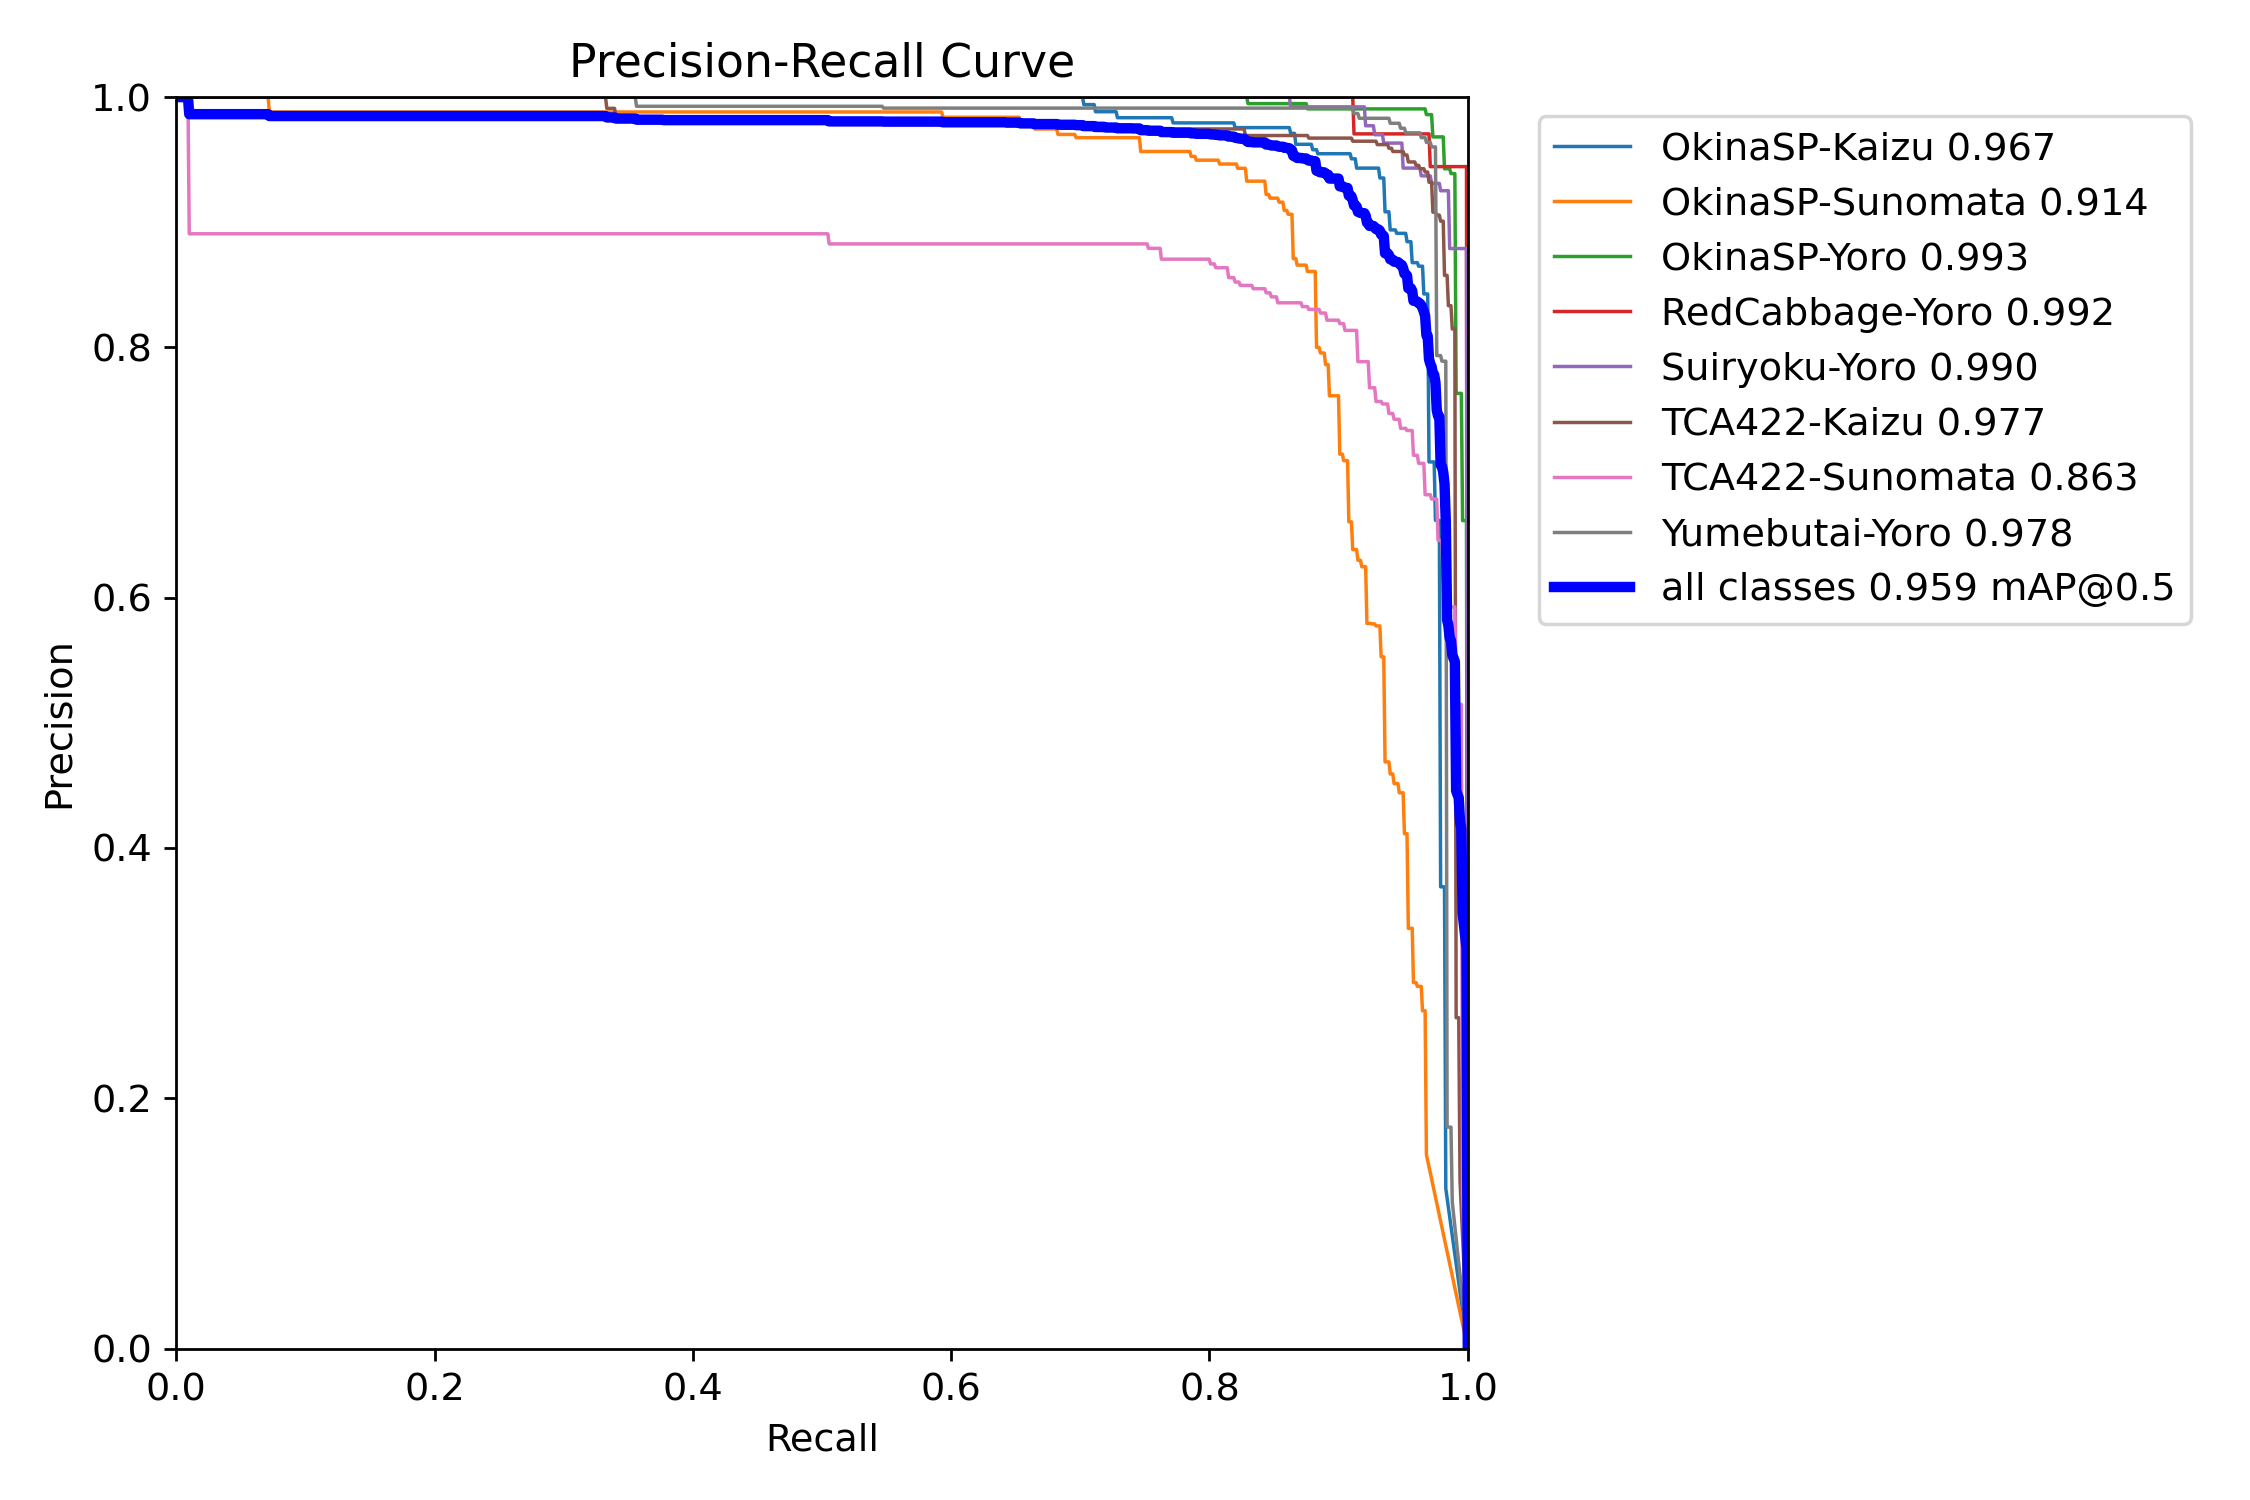 Precision-Recall Curve
1.0
0.8
0.6
0.4
0.2
0.0
Precision
0.0 0.2 0.4 0.6 0.8 1.0
Recall
OkinaSP-Kaizu 0.967
OkinaSP-Sunomata 0.914
OkinaSP-Yoro 0.993
RedCabbage-Yoro 0.992
Suiryoku-Yoro 0.990
TCA422-Kaizu 0.977
TCA422-Sunomata 0.863
Yumebutai-Yoro 0.978
all classes 0.959 mAP@0.5